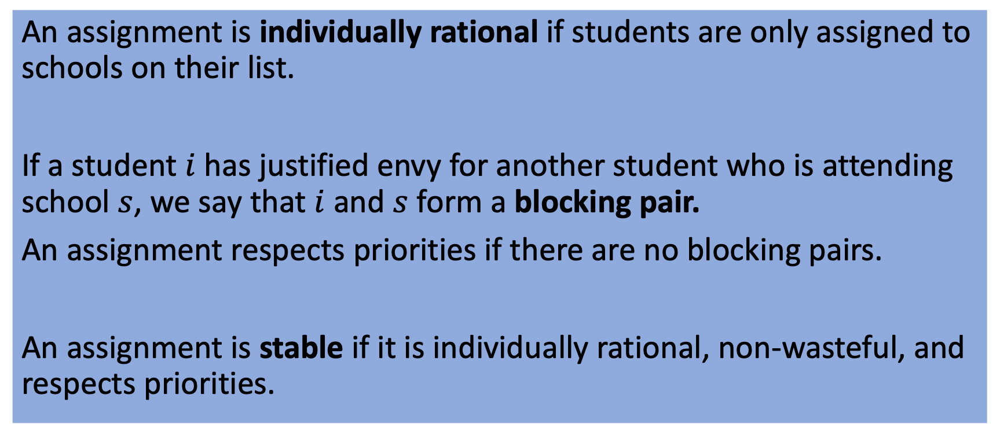 An assignment is individually rational if students are only assigned to
schools on their list.
If a student i has justified envy for another student who is attending
school s, we say that i and s form a blocking pair.
An assignment respects priorities if there are no blocking pairs.
An assignment is stable if it is individually rational, non-wasteful, and
respects priorities.